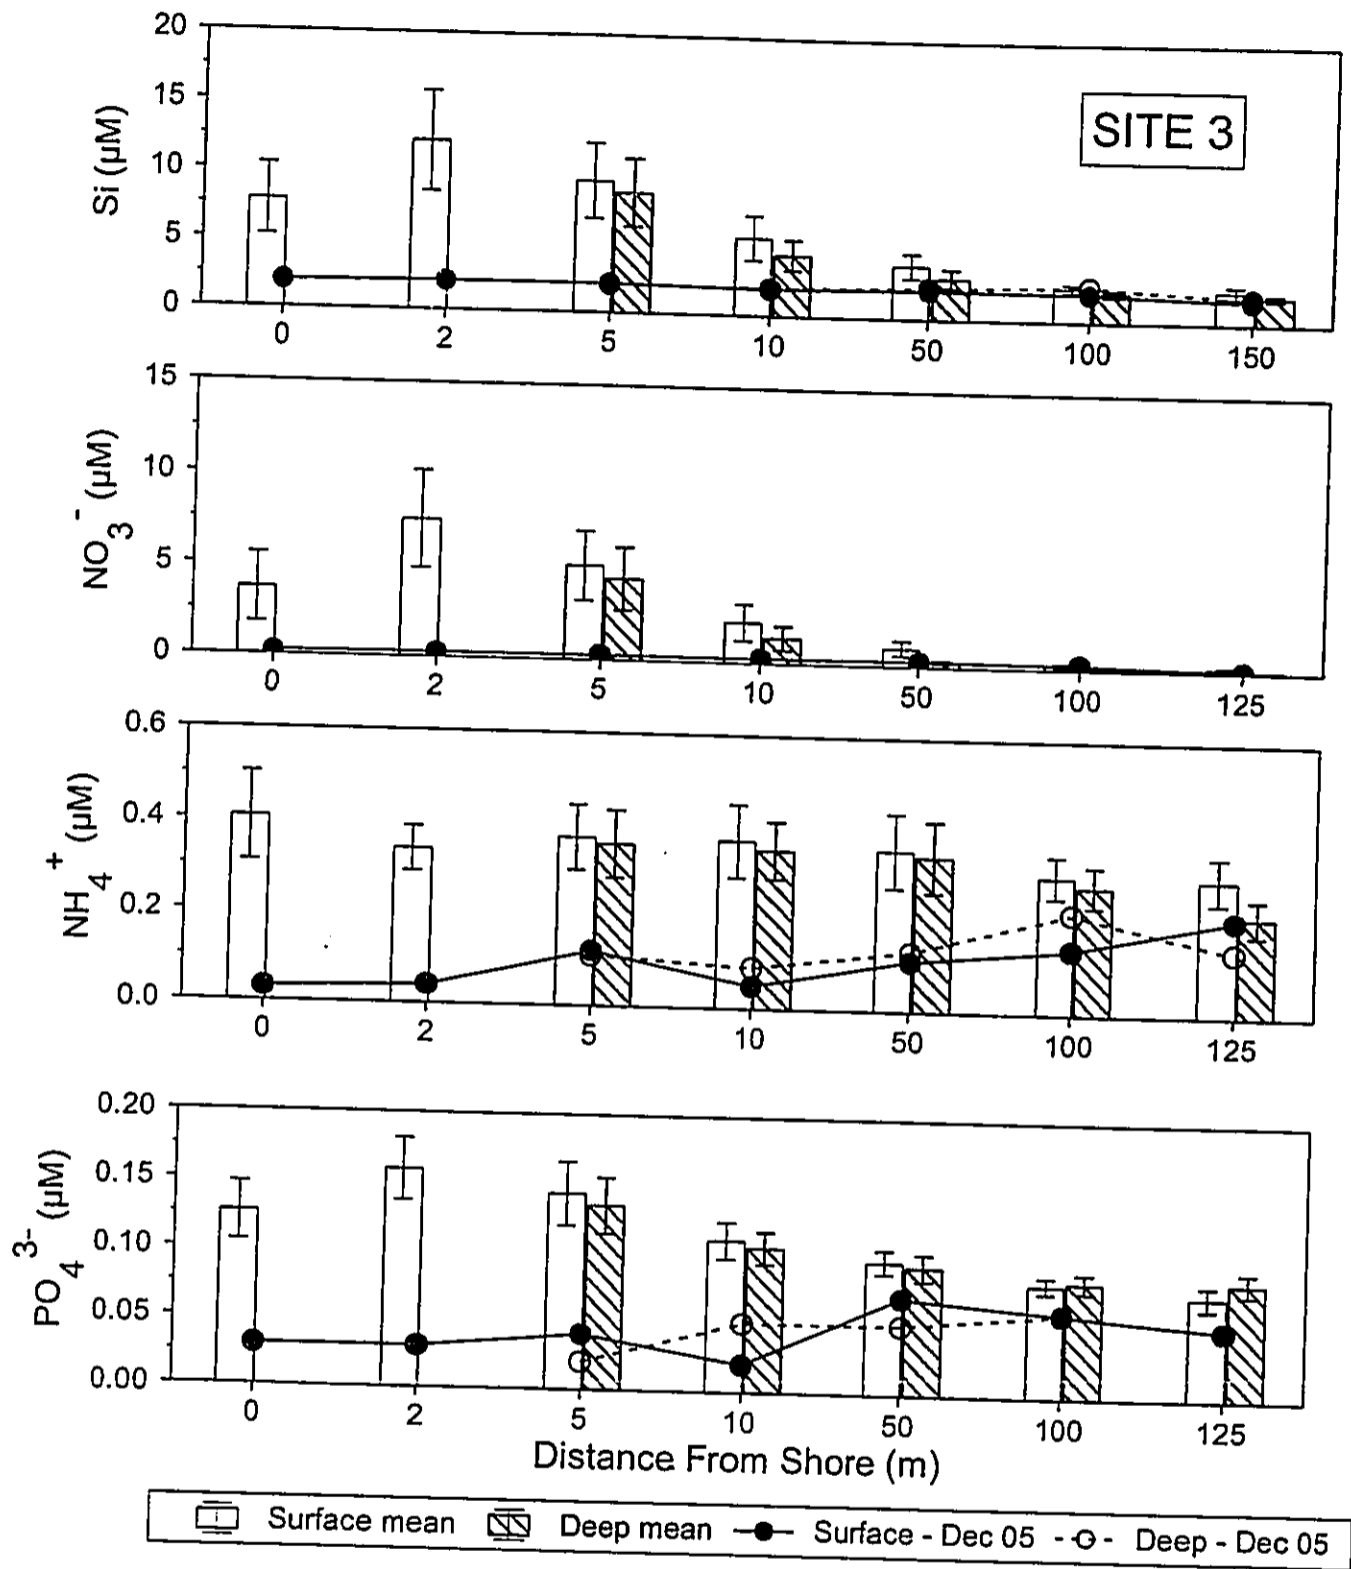 20
15
10
5
0
Si (µM)
SITE 3
0 2 5 10 50 100 150
15
10
5
0
NO3- (µM)
0 2 5 10 50 100 125
0.6
0.4
0.2
0.0
NH4+ (µM)
0 2 5 10 50 100 125
0.20
0.15
0.10
0.05
0.00
PO4 3- (µM)
0 2 5 10 50 100 125
Distance From Shore (m)
Surface mean Deep mean Surface - Dec 05 Deep - Dec 05